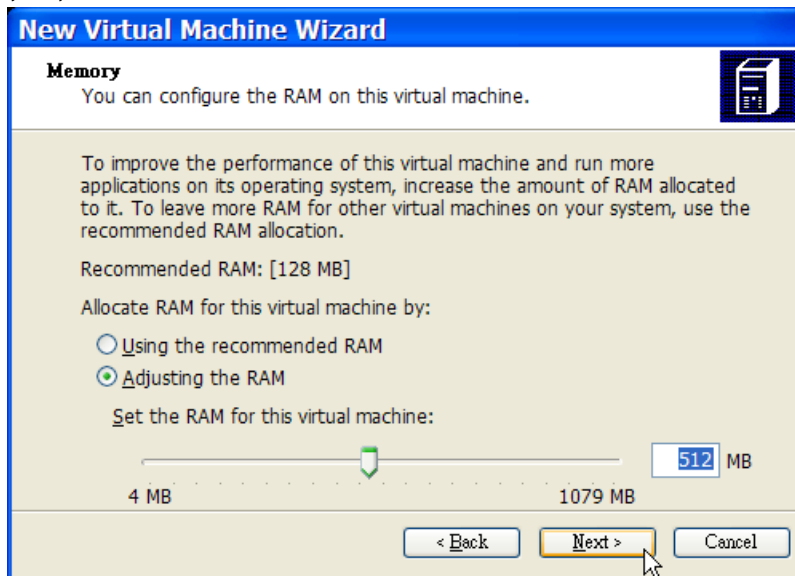 New Virtual Machine Wizard
Memory
You can configure the RAM on this virtual machine.
To improve the performance of this virtual machine and run more
applications on its operating system, increase the amount of RAM allocated
to it. To leave more RAM for other virtual machines on your system, use the
recommended RAM allocation.
Recommended RAM: [128 MB]
Allocate RAM for this virtual machine by:
Using the recommended RAM
Adjusting the RAM
Set the RAM for this virtual machine:
512 MB
4 MB 1079 MB
< Back Next > Cancel